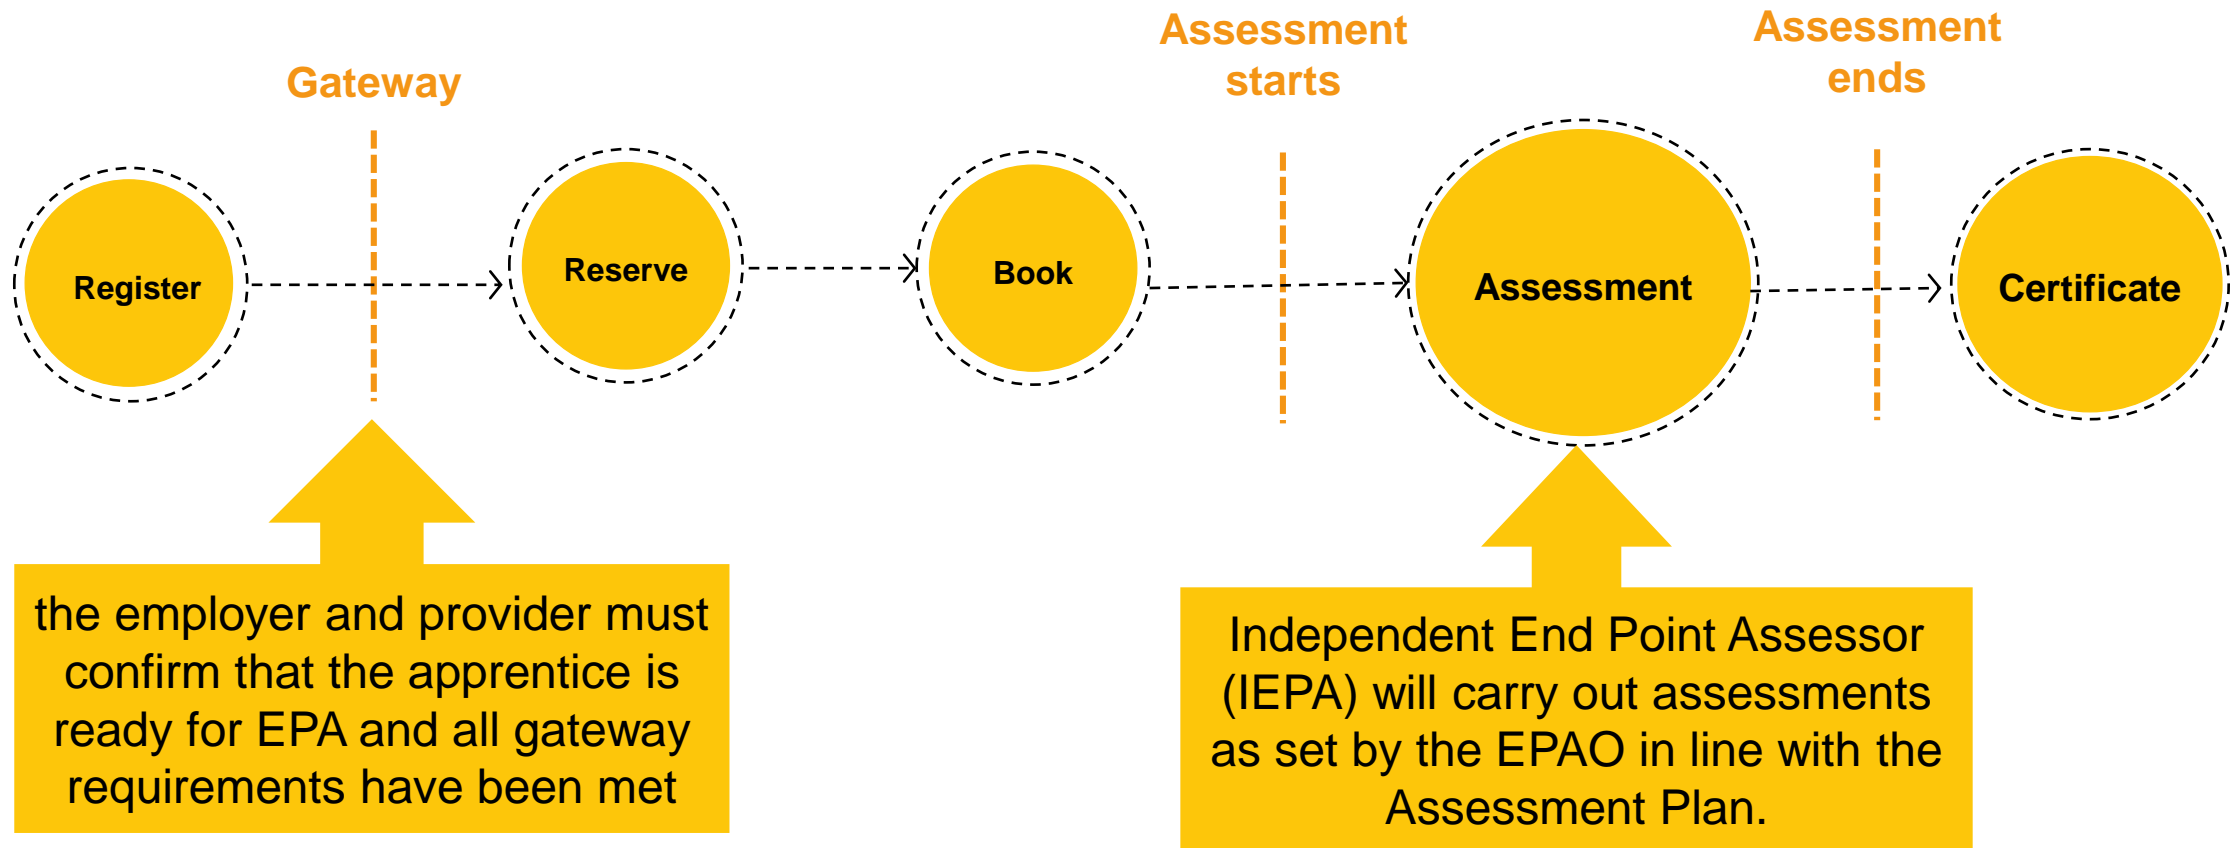 Gateway
Assessment
starts
Assessment
ends
Register
Reserve
Book
Assessment
Certificate
the employer and provider must
confirm that the apprentice is
ready for EPA and all gateway
requirements have been met
Independent End Point Assessor
(IEPA) will carry out assessments
as set by the EPAO in line with the
Assessment Plan.